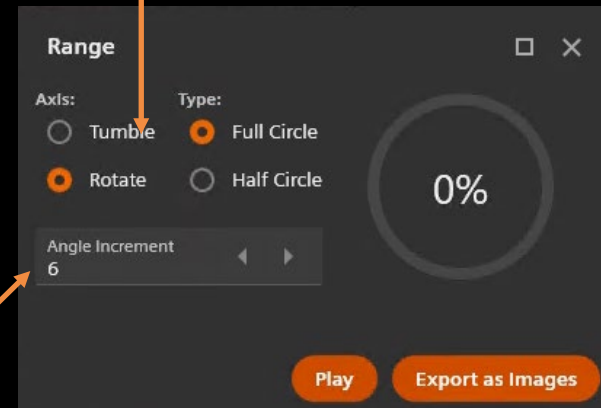 Range
Axis: Type:
Tumble Full Circle
Rotate Half Circle
0%
Angle Increment
6
Play Export as Images